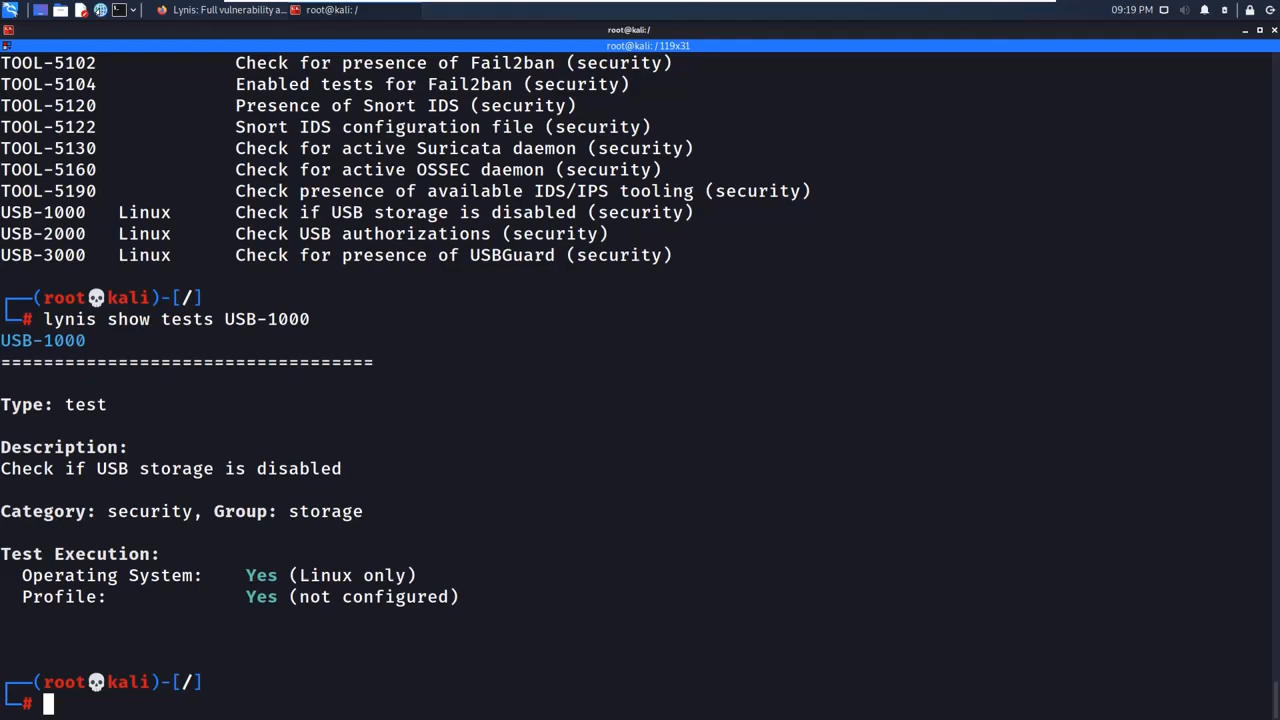 Lynis: Full vulnerability a... root@kali: / 09:19 PM
root@kali: /
root@kali: / 119x31
TOOL-5102 Check for presence of Fail2ban (security)
TOOL-5104 Enabled tests for Fail2ban (security)
TOOL-5120 Presence of Snort IDS (security)
TOOL-5122 Snort IDS configuration file (security)
TOOL-5130 Check for active Suricata daemon (security)
TOOL-5160 Check for active OSSEC daemon (security)
TOOL-5190 Check presence of available IDS/IPS tooling (security)
USB-1000 Linux Check if USB storage is disabled (security)
USB-2000 Linux Check USB authorizations (security)
USB-3000 Linux Check for presence of USBGuard (security)
┌──(root💀kali)-[/]
└─# lynis show tests USB-1000
USB-1000
===================================
Type: test
Description:
Check if USB storage is disabled
Category: security, Group: storage
Test Execution:
Operating System: Yes (Linux only)
Profile: Yes (not configured)
┌──(root💀kali)-[/]
└─#